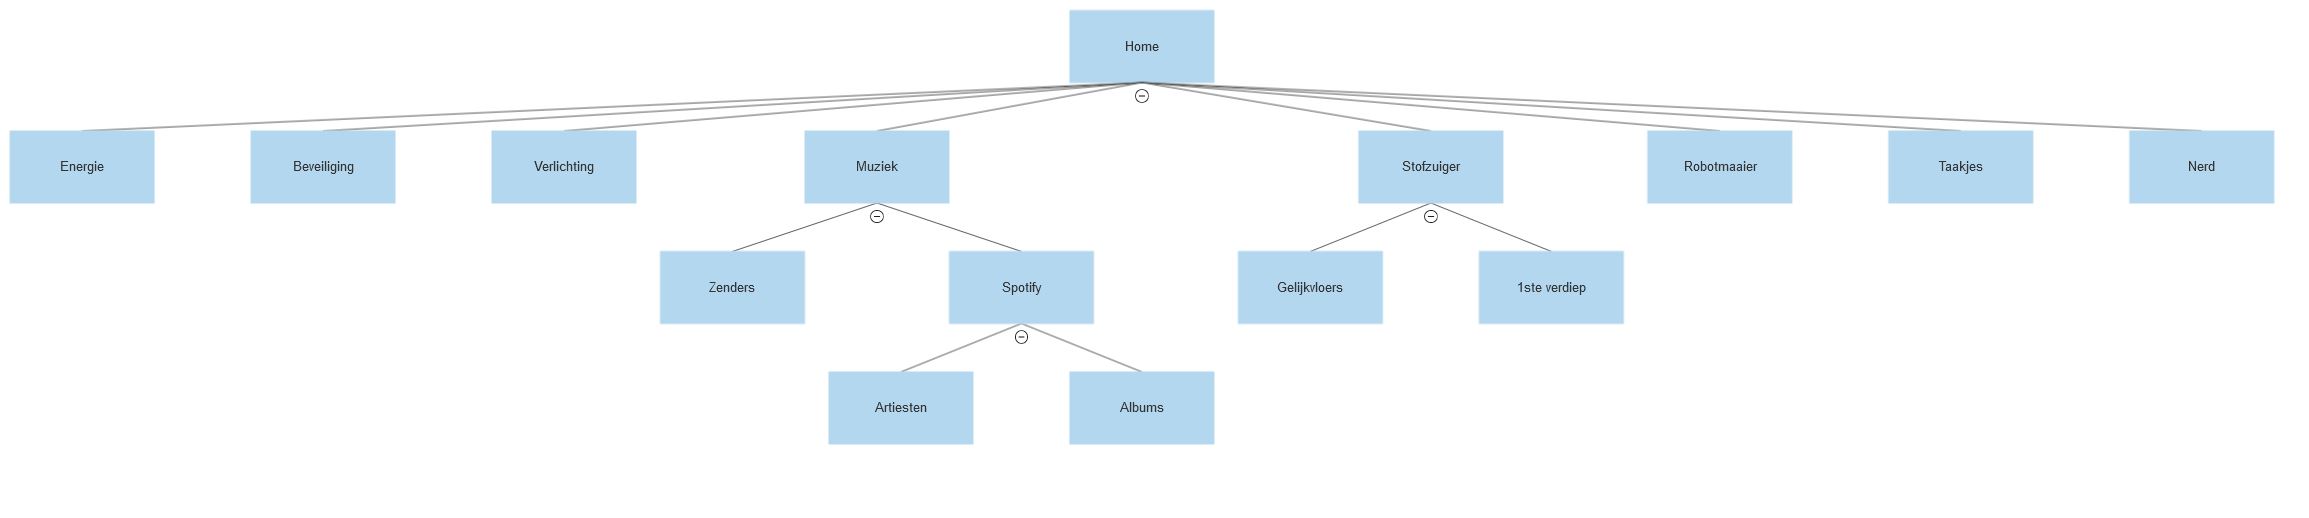 Home
Energie
Beveiliging
Verlichting
Muziek
Stofzuiger
Robotmaaier
Taakjes
Nerd
Zenders
Spotify
Gelijkvloers
1ste verdiep
Artiesten
Albums